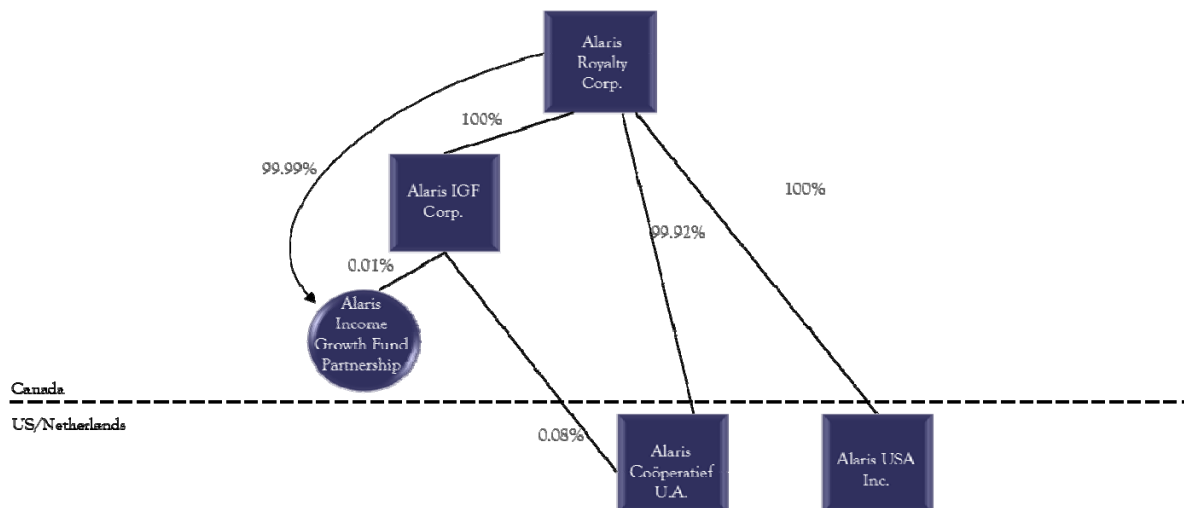 Alaris
Royalty
Corp.
100%
99.99%
Alaris IGF
Corp.
100%
99.92%
0.01%
Alaris
Income
Growth Fund
Partnership
Canada
US/Netherlands
0.08%
Alaris
Coöperatief
U.A.
Alaris USA
Inc.